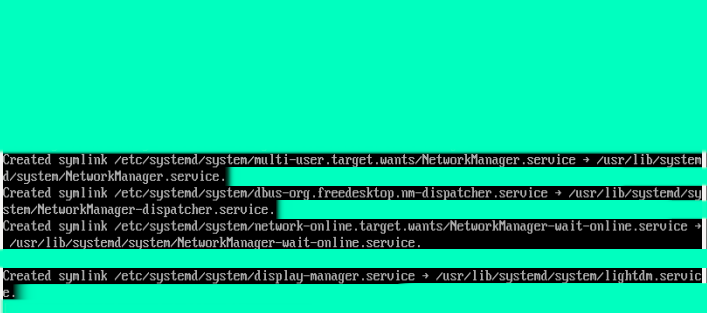 Created symlink /etc/systemd/system/multi-user.target.wants/NetworkManager.service → /usr/lib/system
d/system/NetworkManager.service.
Created symlink /etc/systemd/system/dbus-org.freedesktop.nm-dispatcher.service → /usr/lib/systemd/sy
stem/NetworkManager-dispatcher.service.
Created symlink /etc/systemd/system/network-online.target.wants/NetworkManager-wait-online.service →
/usr/lib/systemd/system/NetworkManager-wait-online.service.
Created symlink /etc/systemd/system/display-manager.service → /usr/lib/systemd/system/lightdm.servic
e.